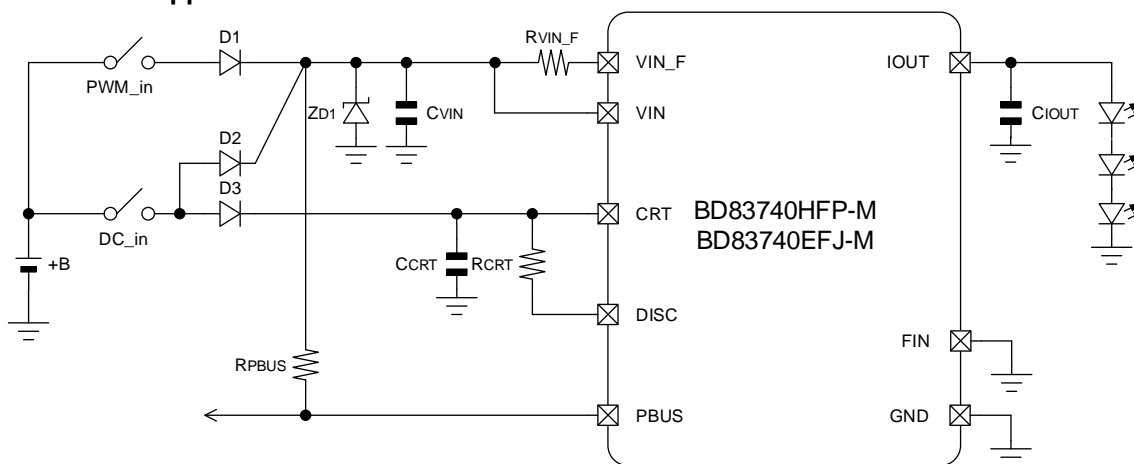 D1
RVIN_F
VIN_F
IOUT
PWM_in
VIN
ZD1
CVIN
CIOUT
D2
D3
CRT
BD83740HFP-M
BD83740EFJ-M
DC_in
+B
CCRT
RCRT
DISC
FIN
RPBUS
PBUS
GND